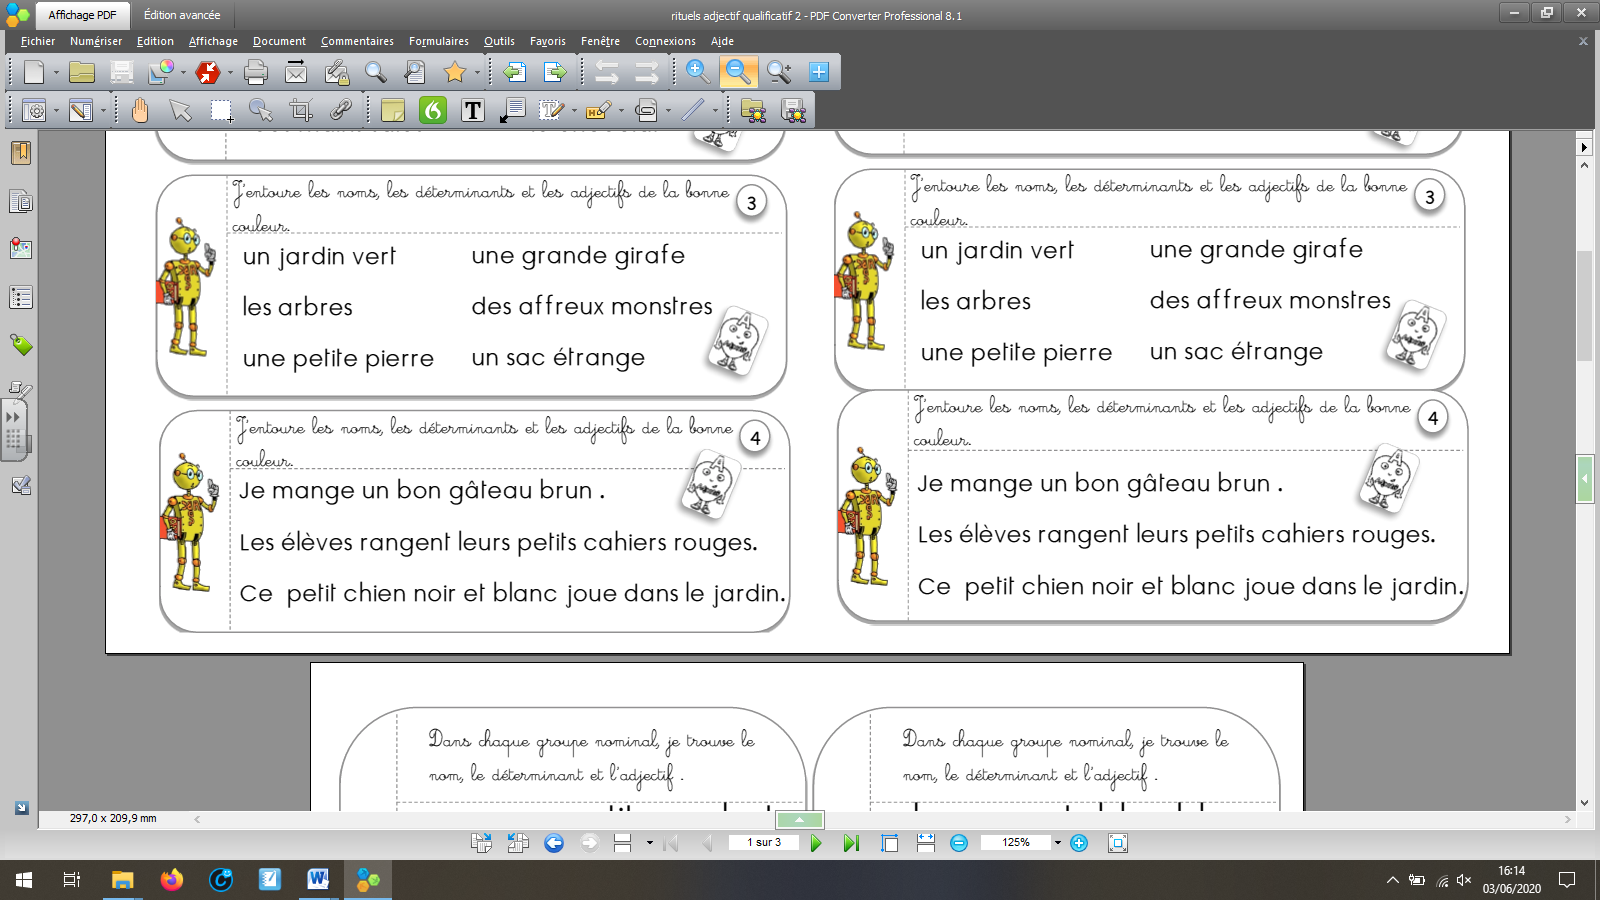 Affichage PDF
Édition avancée
rituels adjectif qualificatif 2 - PDF Converter Professional 8.1
Fichier Numériser Edition Affichage Document Commentaires Formulaires Outils Favoris Fenêtre Connexions Aide
J'entoure les noms, les déterminants et les adjectifs de la bonne
couleur.
3
un jardin vert une grande girafe
les arbres des affreux monstres
une petite pierre un sac étrange
J'entoure les noms, les déterminants et les adjectifs de la bonne
couleur.
3
un jardin vert une grande girafe
les arbres des affreux monstres
une petite pierre un sac étrange
J'entoure les noms, les déterminants et les adjectifs de la bonne
couleur.
4
Je mange un bon gâteau brun .
Les élèves rangent leurs petits cahiers rouges.
Ce petit chien noir et blanc joue dans le jardin.
J'entoure les noms, les déterminants et les adjectifs de la bonne
couleur.
4
Je mange un bon gâteau brun .
Les élèves rangent leurs petits cahiers rouges.
Ce petit chien noir et blanc joue dans le jardin.
Dans chaque groupe nominal, je trouve le
nom, le déterminant et l'adjectif .
Dans chaque groupe nominal, je trouve le
nom, le déterminant et l'adjectif .
297,0 x 209,9 mm
1 sur 3
125%
16:14
03/06/2020